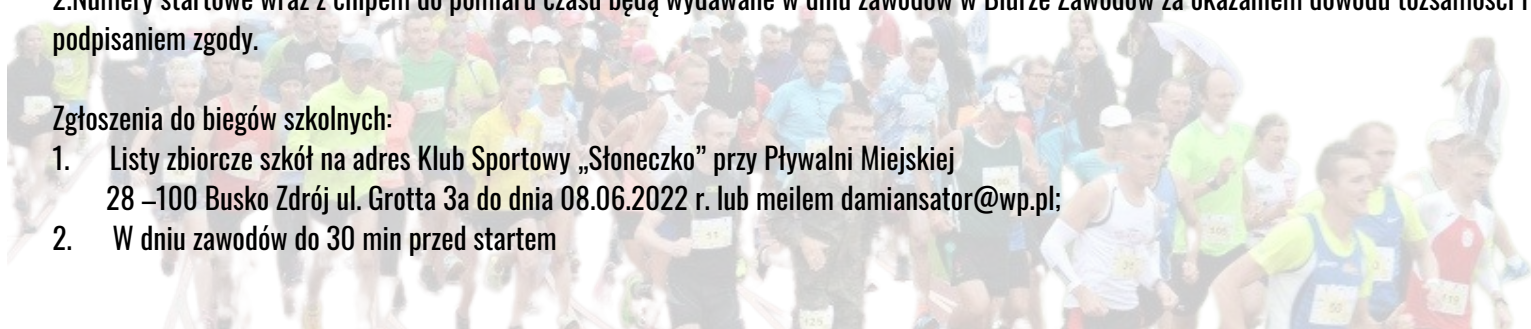 2.Numery startowe wraz z chipem do pomiaru czasu będą wydawane w dniu zawodów w Biurze Zawodów za okazaniem dowodu tożsamości i
podpisaniem zgody.
Zgłoszenia do biegów szkolnych:
1. Listy zbiorcze szkół na adres Klub Sportowy „Słoneczko” przy Pływalni Miejskiej
28 –100 Busko Zdrój ul. Grotta 3a do dnia 08.06.2022 r. lub meilem damiansator@wp.pl;
2. W dniu zawodów do 30 min przed startem